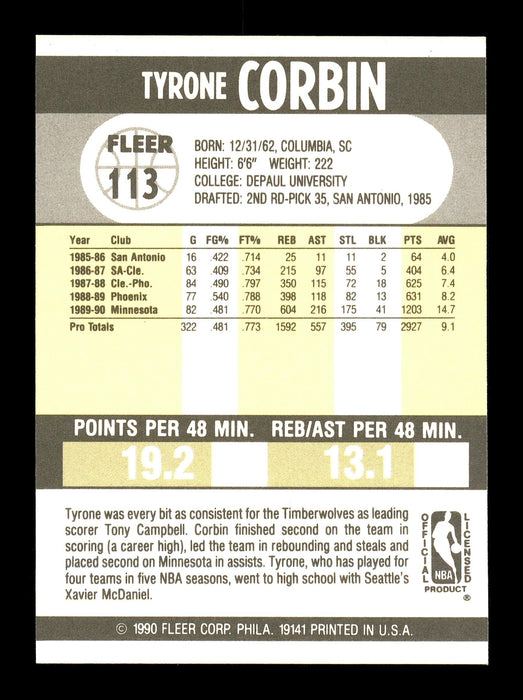 TYRONE CORBIN
FLEER
113
BORN: 12/31/62, COLUMBIA, SC
HEIGHT: 6'6" WEIGHT: 222
COLLEGE: DEPAUL UNIVERSITY
DRAFTED: 2ND RD-PICK 35, SAN ANTONIO, 1985
Year Club G FG% FT% REB AST STL BLK PTS AVG
1985-86 San Antonio 16 .422 .714 25 11 11 2 64 4.0
1986-87 SA-Cle. 63 .409 .734 215 97 55 5 404 6.4
1987-88 Cle.-Pho. 84 .490 .797 350 115 72 18 625 7.4
1988-89 Phoenix 77 .540 .788 398 118 82 13 631 8.2
1989-90 Minnesota 82 .481 .770 604 216 175 41 1203 14.7
Pro Totals 322 .481 .773 1592 557 395 79 2927 9.1
POINTS PER 48 MIN. REB/AST PER 48 MIN.
19.2 13.1
Tyrone was every bit as consistent for the Timberwolves as leading
scorer Tony Campbell. Corbin finished second on the team in
scoring (a career high), led the team in rebounding and steals and
placed second on Minnesota in assists. Tyrone, who has played for
four teams in five NBA seasons, went to high school with Seattle's
Xavier McDaniel.
OFFICIAL LICENSED
NBA
PRODUCT ®
© 1990 FLEER CORP. PHILA. 19141 PRINTED IN U.S.A.